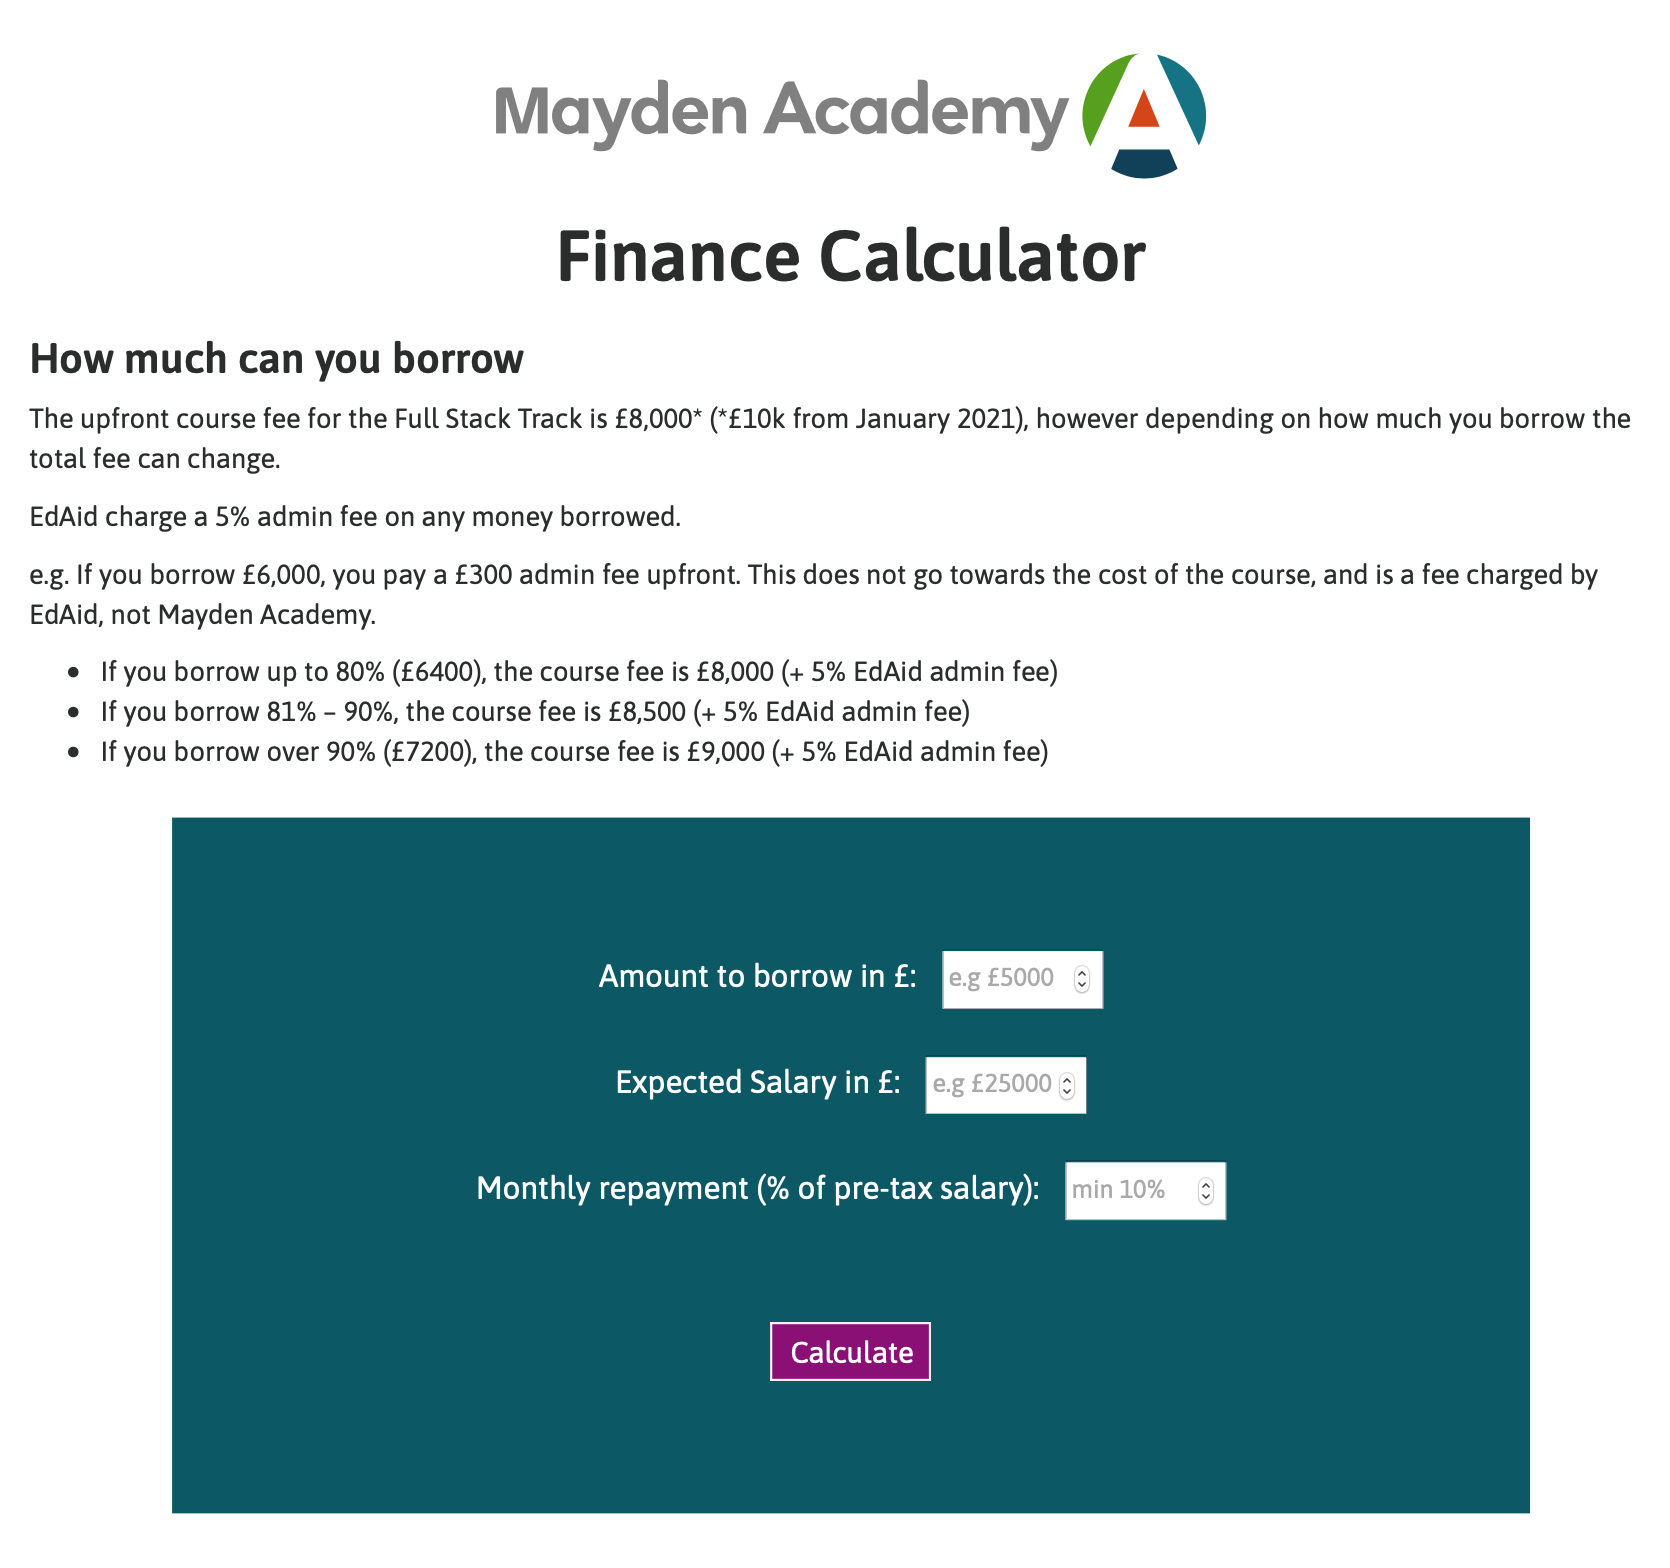 Mayden Academy
Finance Calculator
How much can you borrow
The upfront course fee for the Full Stack Track is £8,000* (*£10k from January 2021), however depending on how much you borrow the
total fee can change.
EdAid charge a 5% admin fee on any money borrowed.
e.g. If you borrow £6,000, you pay a £300 admin fee upfront. This does not go towards the cost of the course, and is a fee charged by
EdAid, not Mayden Academy.
• If you borrow up to 80% (£6400), the course fee is £8,000 (+ 5% EdAid admin fee)
• If you borrow 81% – 90%, the course fee is £8,500 (+ 5% EdAid admin fee)
• If you borrow over 90% (£7200), the course fee is £9,000 (+ 5% EdAid admin fee)
Amount to borrow in £: e.g £5000
Expected Salary in £: e.g £25000
Monthly repayment (% of pre-tax salary): min 10%
Calculate